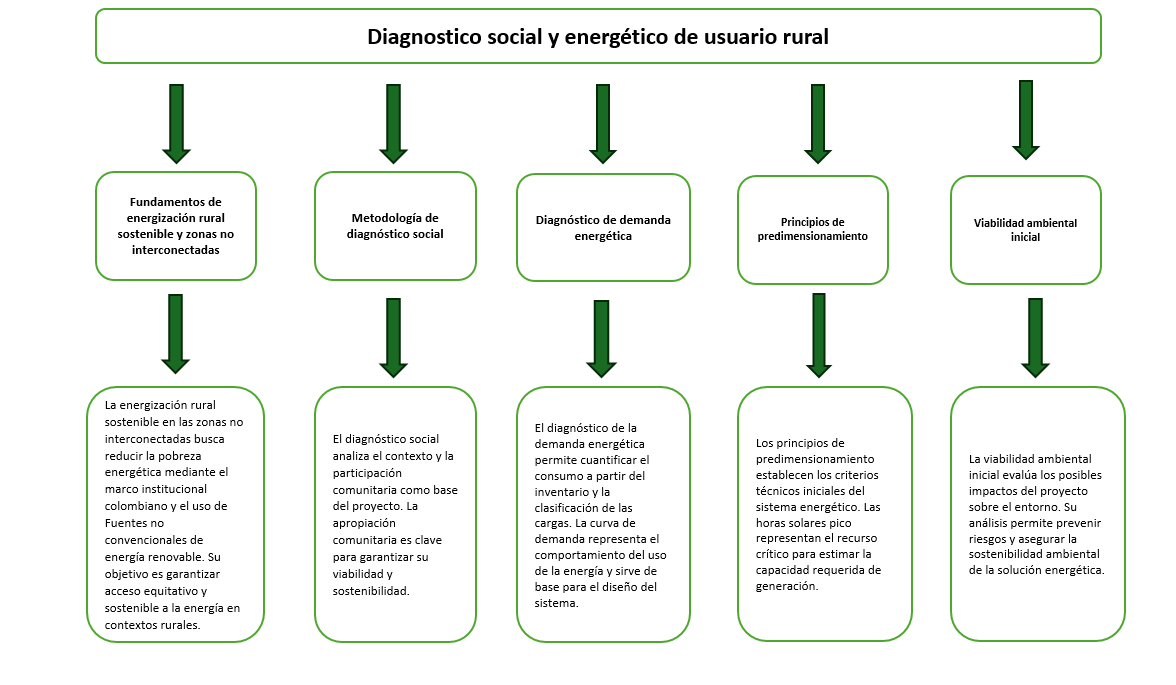 Diagnostico social y energético de usuario rural
Fundamentos de
energización rural
sostenible y zonas no
interconectadas
Metodología de
diagnóstico social
Diagnóstico de demanda
energética
Principios de
predimensionamiento
Viabilidad ambiental
inicial
La energización rural
sostenible en las zonas no
interconectadas busca
reducir la pobreza
energética mediante el
marco institucional
colombiano y el uso de
Fuentes no
convencionales de
energía renovable. Su
objetivo es garantizar
acceso equitativo y
sostenible a la energía en
contextos rurales.
El diagnóstico social
analiza el contexto y la
participación
comunitaria como base
del proyecto. La
apropiación
comunitaria es clave
para garantizar su
viabilidad y
sostenibilidad.
El diagnóstico de la
demanda energética
permite cuantificar el
consumo a partir del
inventario y la
clasificación de las
cargas. La curva de
demanda representa el
comportamiento del uso
de la energía y sirve de
base para el diseño del
sistema.
Los principios de
predimensionamiento
establecen los criterios
técnicos iniciales del
sistema energético. Las
horas solares pico
representan el recurso
crítico para estimar la
capacidad requerida de
generación.
La viabilidad ambiental
inicial evalúa los posibles
impactos del proyecto
sobre el entorno. Su
análisis permite prevenir
riesgos y asegurar la
sostenibilidad ambiental
de la solución energética.